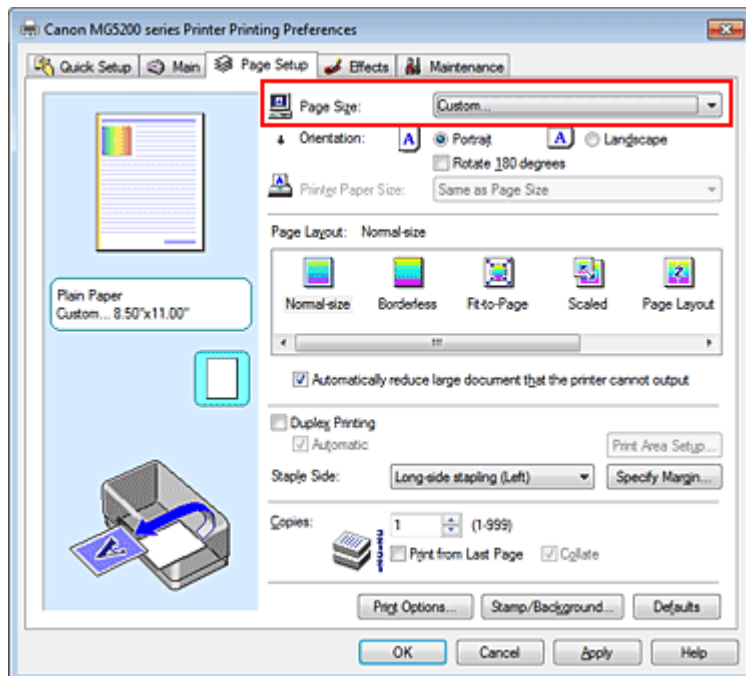 Canon MG5200 series Printer Printing Preferences
Quick Setup Main Page Setup Effects Maintenance
Page Size: Custom...
Orientation: A Portrait A Landscape
Rotate 180 degrees
Printer Paper Size: Same as Page Size
Page Layout: Normal-size
Normal-size Borderless Fit-to-Page Scaled Page Layout
Plain Paper
Custom... 8.50"x11.00"
Automatically reduce large document that the printer cannot output
Duplex Printing
Automatic
Print Area Setup...
Staple Side: Long-side stapling (Left) Specify Margin...
Copies: 1 (1-999)
Print from Last Page Collate
Print Options... Stamp/Background... Defaults
OK Cancel Apply Help